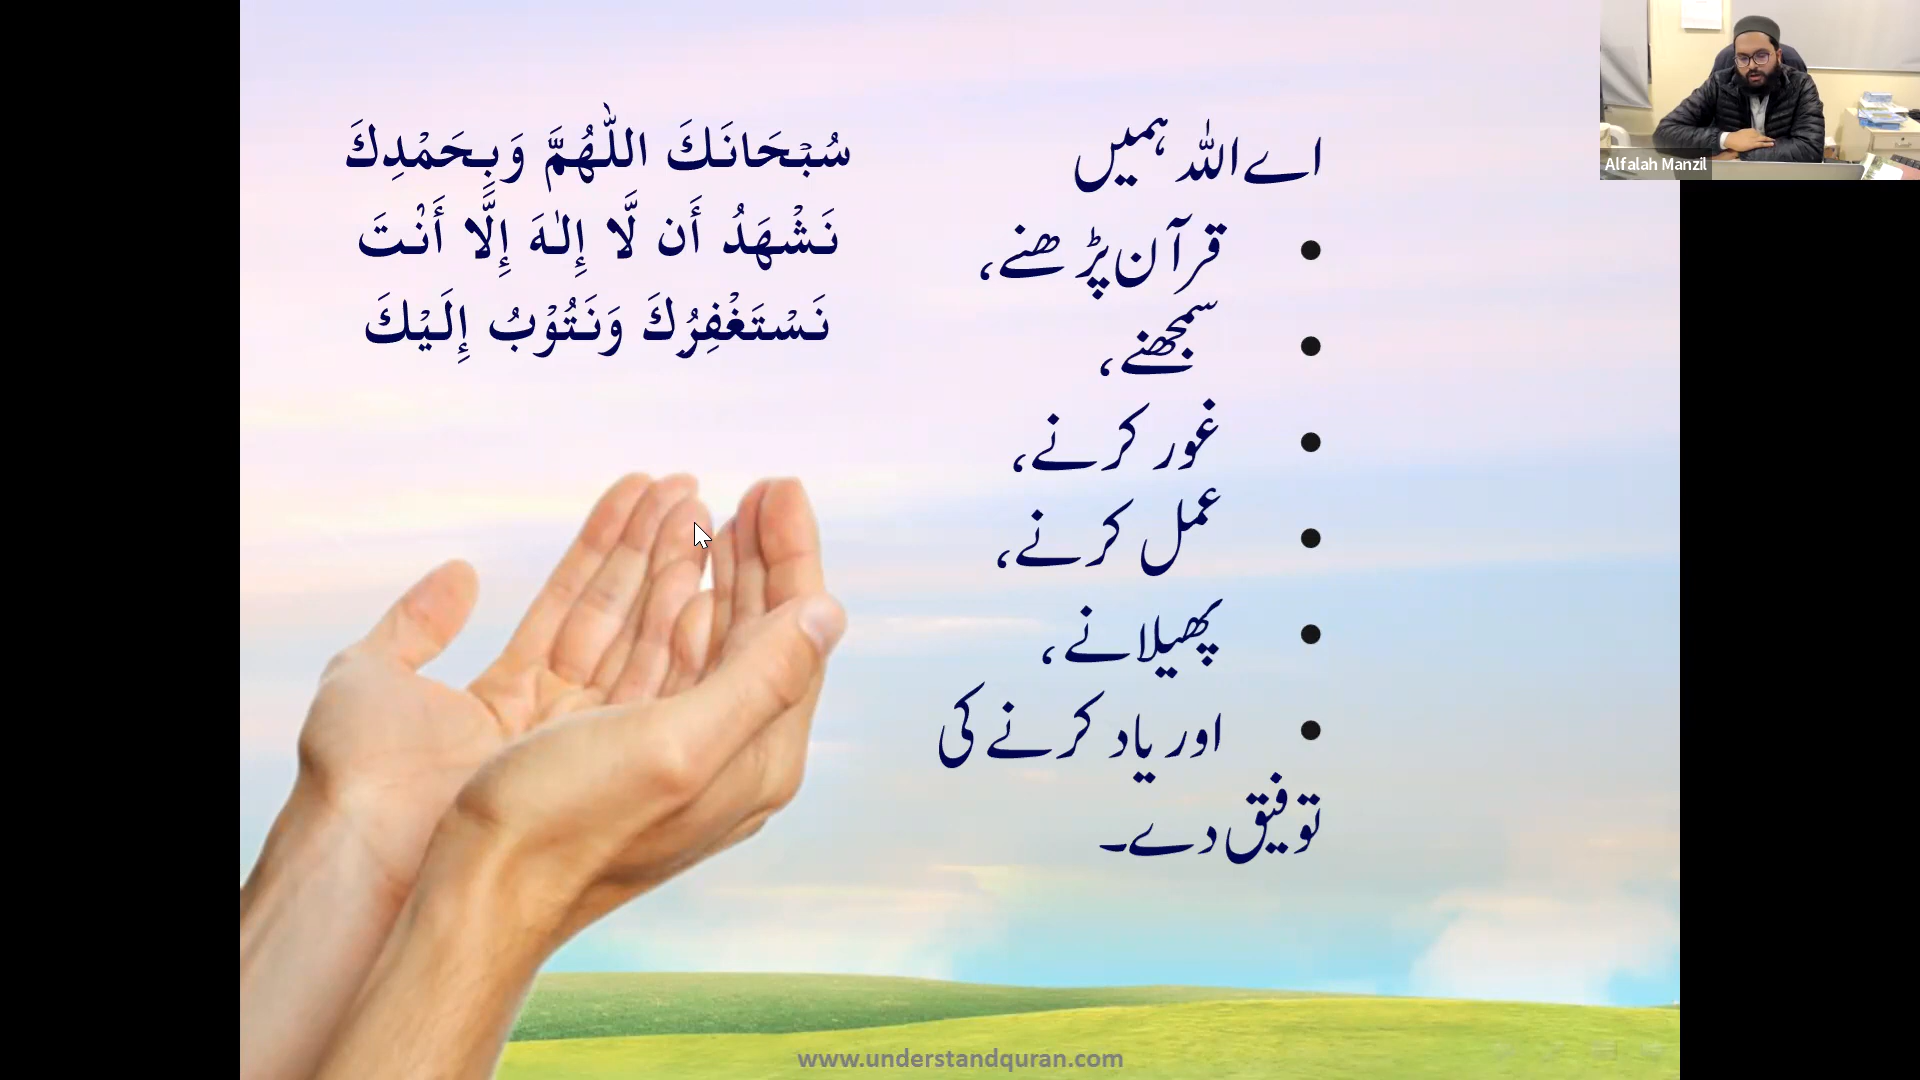 سُبْحَانَكَ اللّٰهُمَّ وَبِحَمْدِكَ
نَشْهَدُ أَن لَّا إِلٰهَ إِلَّا أَنْتَ
نَسْتَغْفِرُكَ وَنَتُوْبُ إِلَيْكَ
اے اللہ ہمیں
• قرآن پڑھنے،
• سمجھنے،
• غور کرنے،
• عمل کرنے،
• پھیلانے،
• اور یاد کرنے کی
توفیق دے۔
Alfalah Manzil
www.understandquran.com